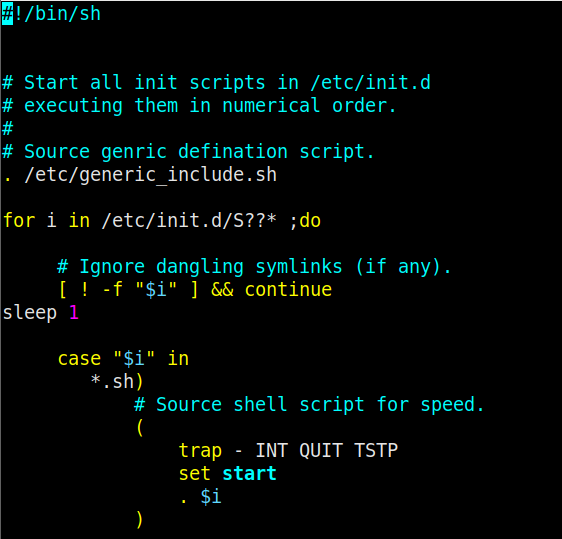 #!/bin/sh
# Start all init scripts in /etc/init.d
# executing them in numerical order.
#
# Source genric defination script.
. /etc/generic_include.sh
for i in /etc/init.d/S??* ;do
# Ignore dangling symlinks (if any).
[ ! -f "$i" ] && continue
sleep 1
case "$i" in
*.sh)
# Source shell script for speed.
(
trap - INT QUIT TSTP
set start
. $i
)